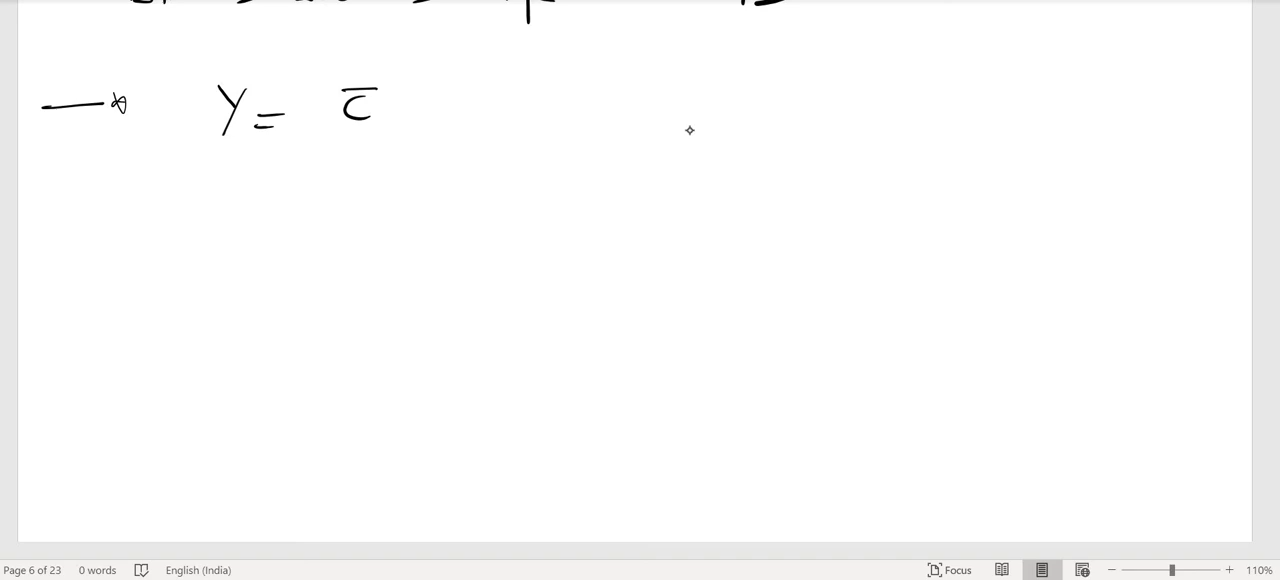 Y = c̅
Page 6 of 23 0 words English (India) Focus 110%